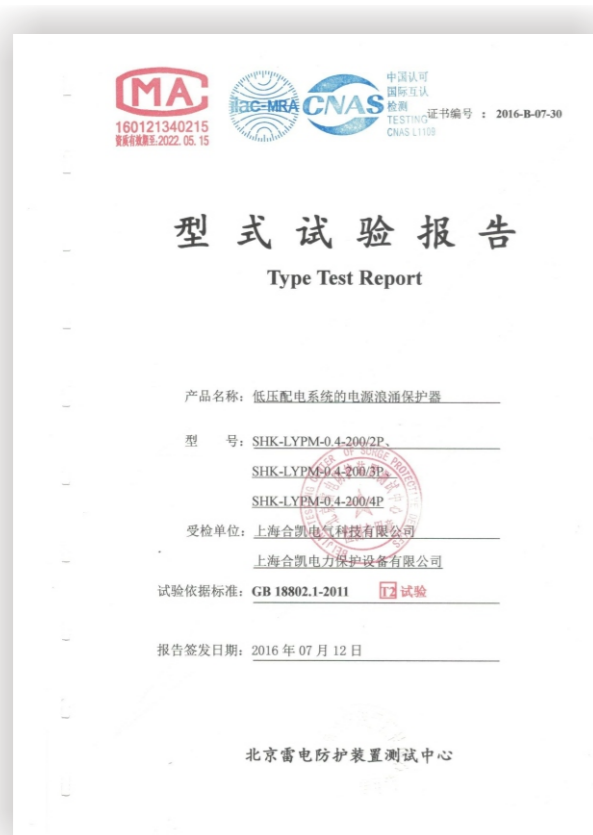 MA
160121340215
资质有效期至:2022.05.15
ilac-MRA
CNAS
中国认可
国际互认
检测
TESTING
CNAS L1109
证书编号 : 2016-B-07-30
型式试验报告
Type Test Report
产品名称: 低压配电系统的电源浪涌保护器
型 号: SHK-LYPM-0.4-200/2P、
SHK-LYPM-0.4-200/3P、
SHK-LYPM-0.4-200/4P
受检单位: 上海合凯电气科技有限公司
上海合凯电力保护设备有限公司
试验依据标准: GB 18802.1-2011 T2 试验
报告签发日期: 2016 年 07 月 12 日
北京雷电防护装置测试中心